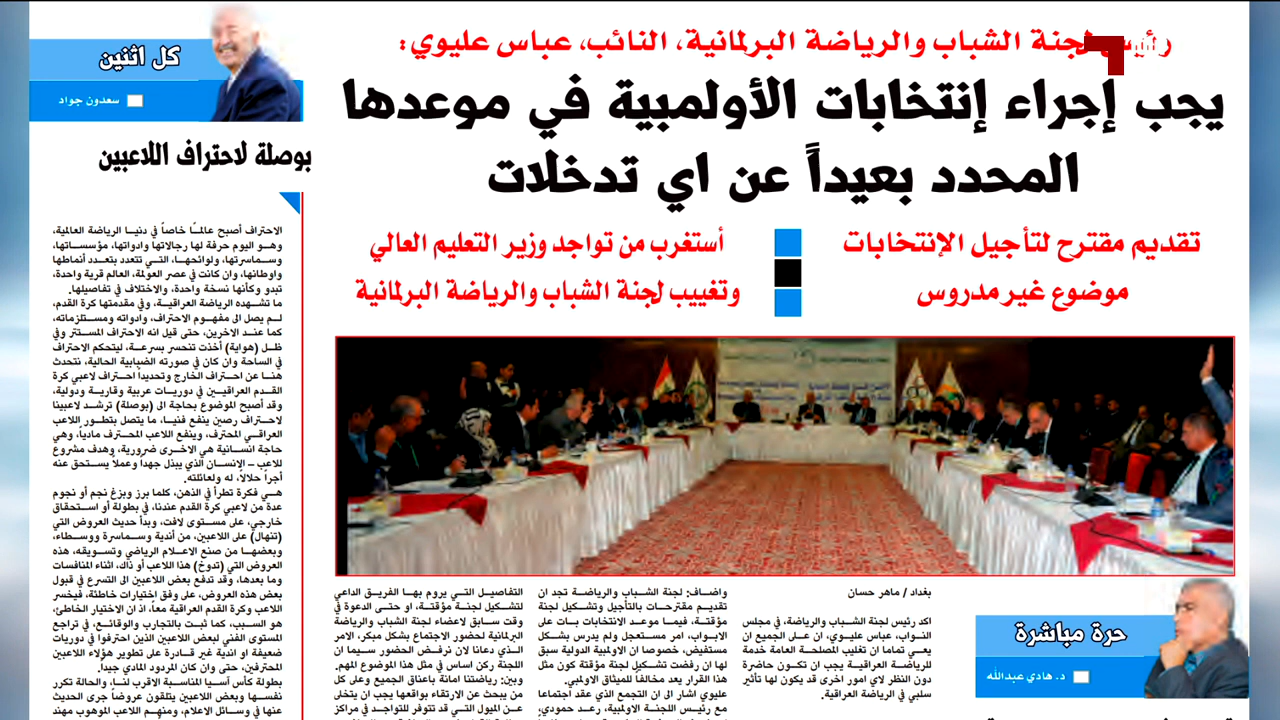 رئيس لجنة الشباب والرياضة البرلمانية، النائب، عباس عليوي:
يجب إجراء إنتخابات الأولمبية في موعدها
المحدد بعيداً عن اي تدخلات
تقديم مقترح لتأجيل الإنتخابات
موضوع غير مدروس
أستغرب من تواجد وزير التعليم العالي
وتغييب لجنة الشباب والرياضة البرلمانية
بغداد / ماهر حسان
اكد رئيس لجنة الشباب والرياضة، في مجلس
النواب، عباس عليوي، ان على الجميع ان
يعي تماما ان تغليب المصلحة العامة خدمة
للرياضة العراقية يجب ان تكون حاضرة
دون النظر لاي امور اخرى قد يكون لها تأثير
سلبي في الرياضة العراقية.
واضاف: لجنة الشباب والرياضة تجد ان
تقديم مقترحات بالتأجيل وتشكيل لجنة
مؤقتة، فيما موعد الانتخابات بات على
الابواب، امر مستعجل ولم يدرس بشكل
مستفيض، خصوصا ان الاولمبية الدولية سبق
لها ان رفضت تشكيل لجنة مؤقتة كون مثل
هذا القرار يعد مخالفا للميثاق الاولمبي.
عليوي اشار الى ان التجمع الذي عقد اجتماعا
مع رئيس اللجنة الاولمبية، رعد حمودي،
التفاصيل التي يروم بها الفريق الداعي
لتشكيل لجنة مؤقتة، او حتى الدعوة في
وقت سابق لاعضاء لجنة الشباب والرياضة
البرلمانية لحضور الاجتماع بشكل مبكر، الامر
الذي دعانا لان نرفض الحضور سيما ان
اللجنة ركن اساس في مثل هذا الموضوع المهم.
وبين: رياضتنا امانة باعناق الجميع وعلى كل
من يبحث عن الارتقاء بواقعها يجب ان يتخلى
عن الميول التي قد تتوفر للتواجد في مراكز
كل اثنين
سعدون جواد
بوصلة لاحتراف اللاعبين
الاحتراف أصبح عالماً خاصاً في دنيا الرياضة العالمية،
وهو اليوم حرفة لها رجالاتها وادواتها، مؤسساتها،
وسماسرتها، ولوائحها، التي تتعدد بتعدد أنماطها
واوطانها، وان كانت في عصر العولمة، العالم قرية واحدة،
تبدو وكأنها نسخة واحدة، والاختلاف في تفاصيلها.
ما تشهده الرياضة العراقية، وفي مقدمتها كرة القدم،
لم يصل الى مفهوم الاحتراف، وادواته ومستلزماته،
كما عند الاخرين، حتى قيل انه الاحتراف المستتر وفي
ظل (هواية) أخذت تنحسر بسرعة، ليتحكم الاحتراف
في الساحة وان كان في صورته الضبابية الحالية، نتحدث
هنا عن احتراف الخارج وتحديداً احتراف لاعبي كرة
القدم العراقيين في دوريات عربية وقارية ودولية،
وقد أصبح الموضوع بحاجة الى (بوصلة) ترشد لاعبينا
لاحتراف رصين ينفع فنياً، ما يتصل بتطور اللاعب
العراقي المحترف، وينفع اللاعب المحترف مادياً، وهي
حاجة انسانية هي الاخرى ضرورية، وهدف مشروع
للاعب - الإنسان الذي يبذل جهدا وعملاً يستحق عنه
أجراً حلالاً، له ولعائلته.
هي فكرة تطرأ في الذهن، كلما برز وبزغ نجم أو نجوم
عدة من لاعبي كرة القدم عندنا، في بطولة أو استحقاق
خارجي، على مستوى لافت، وبدأ حديث العروض التي
(تنهال) على اللاعبين، من أندية وسماسرة ووسطاء،
وبعضها من صنع الاعلام الرياضي وتسويقه، هذه
العروض التي (تدوخ) هذا اللاعب أو ذاك، اثناء المنافسات
وما بعدها، وقد تدفع بعض اللاعبين الى التسرع في قبول
بعض هذه العروض، على وفق إختيارات خاطئة، فيخسر
اللاعب وكرة القدم العراقية معاً، اذ ان الاختيار الخاطئ،
هو السبب، كما ثبت بالتجارب والوقائع، في تراجع
المستوى الفني لبعض اللاعبين الذين احترفوا في دوريات
ضعيفة او اندية غير قادرة على تطوير هؤلاء اللاعبين
المحترفين، حتى وان كان المردود المادي جيداً.
بطولة كأس آسيا المناسبة الاقرب لنا، والحالة تتكرر
نفسها وبعض اللاعبين يتلقون عروضاً جرى الحديث
عنها في وسائل الاعلام، ومنهم اللاعب الموهوب مهند
حرة مباشرة
د. هادي عبدالله